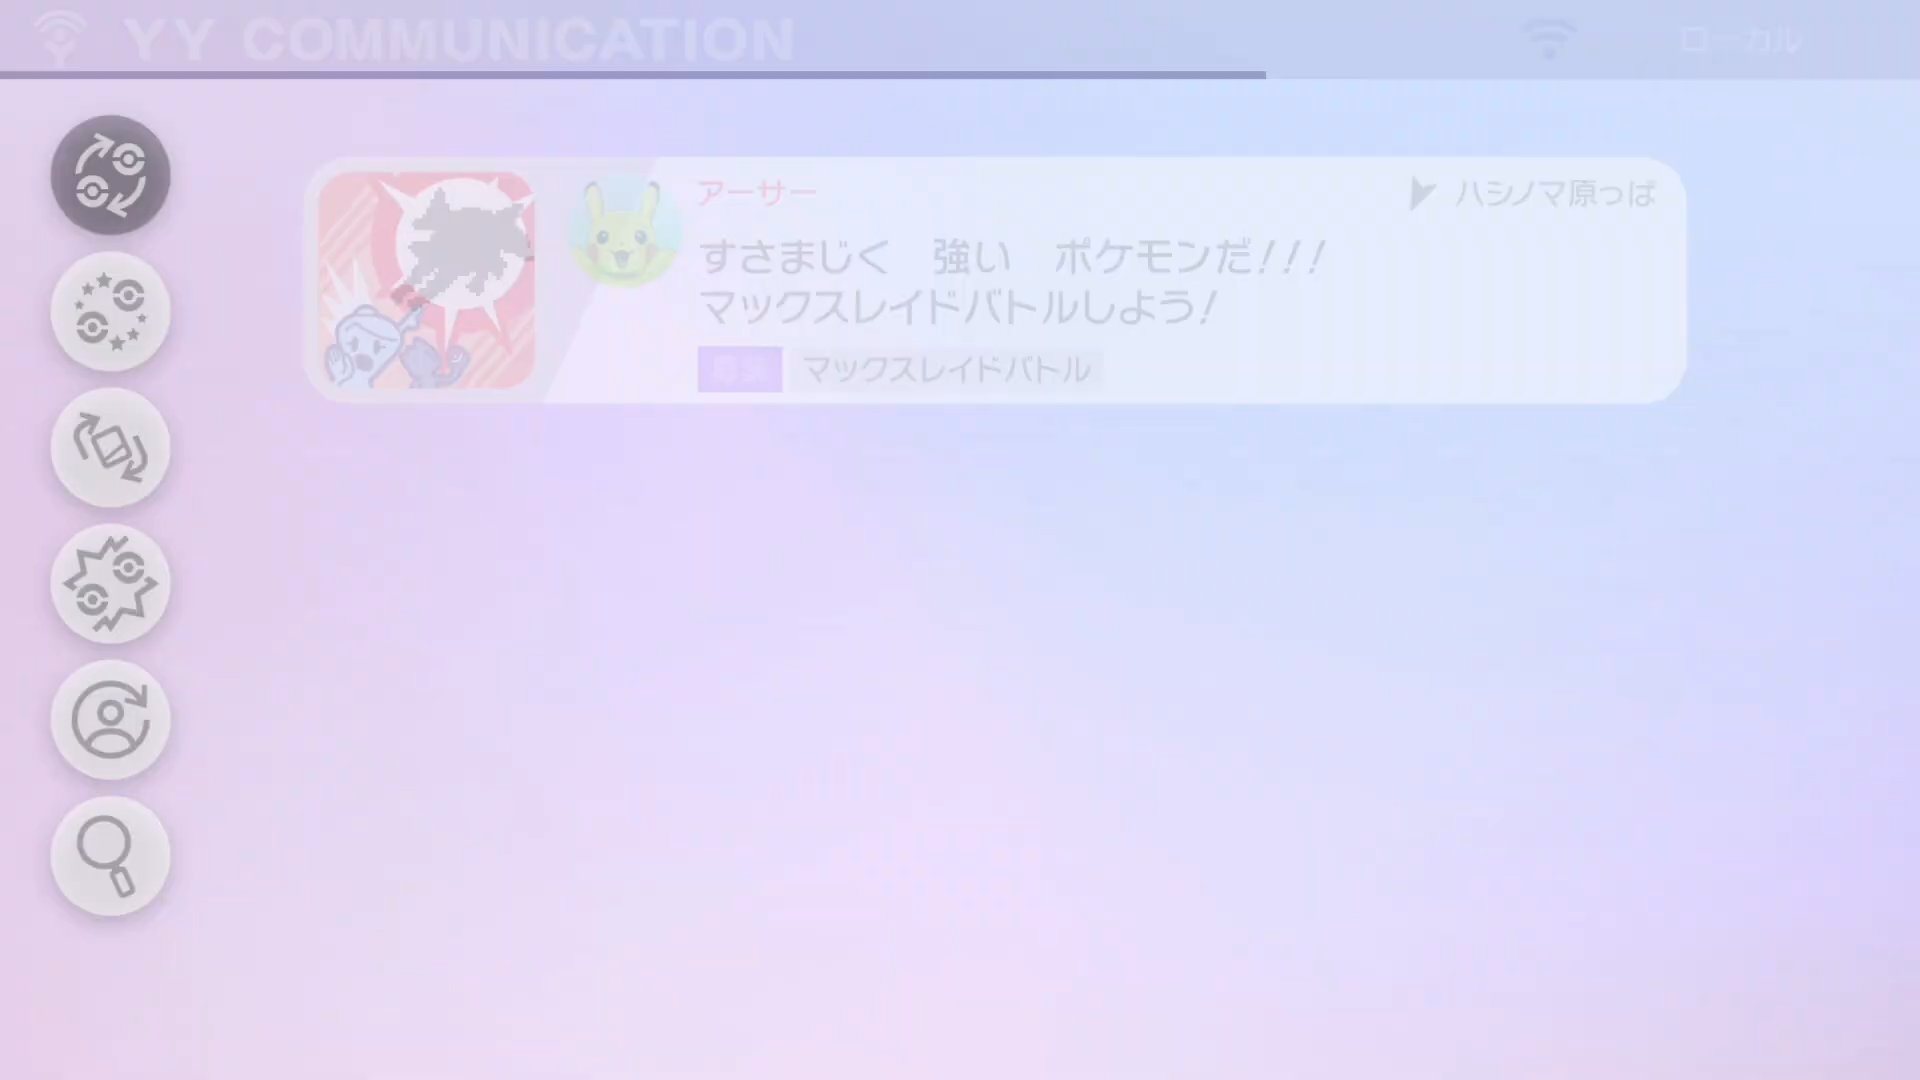 YY COMMUNICATION
ローカル
アーサー
ハシノマ原っぱ
すさまじく 強い ポケモンだ!!!
マックスレイドバトルしよう!
募集 マックスレイドバトル